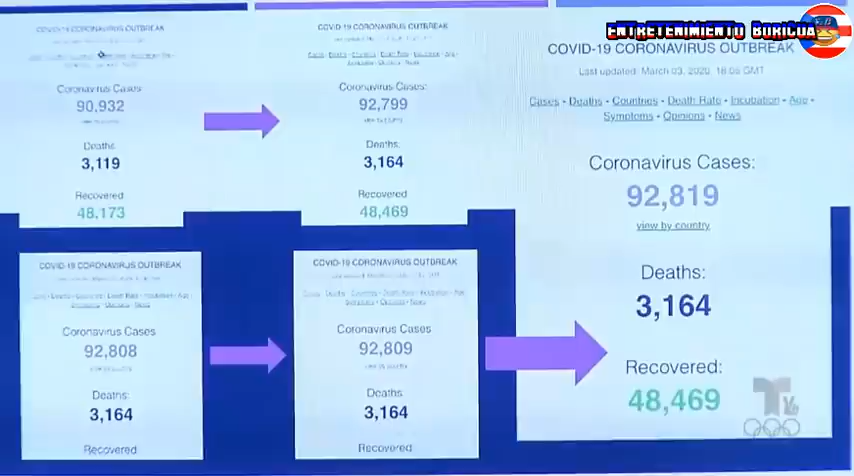 COVID-19 CORONAVIRUS OUTBREAK
Coronavirus Cases
90,932
Deaths
3,119
Recovered
48,173
COVID 19 CORONAVIRUS OUTBREAK
Coronavirus Cases:
92,799
Deaths:
3,164
Recovered
48,469
ENTRETENIMIENTO BORICUA
COVID-19 CORONAVIRUS OUTBREAK
Last updated: March 03, 2020, 18:05 GMT
Cases - Deaths - Countries - Death Rate - Incubation - Age -
Symptoms - Opinions - News
Coronavirus Cases:
92,819
view by country
Deaths:
3,164
Recovered:
48,469
COVID-19 CORONAVIRUS OUTBREAK
Coronavirus Cases
92,808
Deaths:
3,164
Recovered
COVID-19 CORONAVIRUS OUTBREAK
Coronavirus Cases
92,809
Deaths
3,164
Recovered